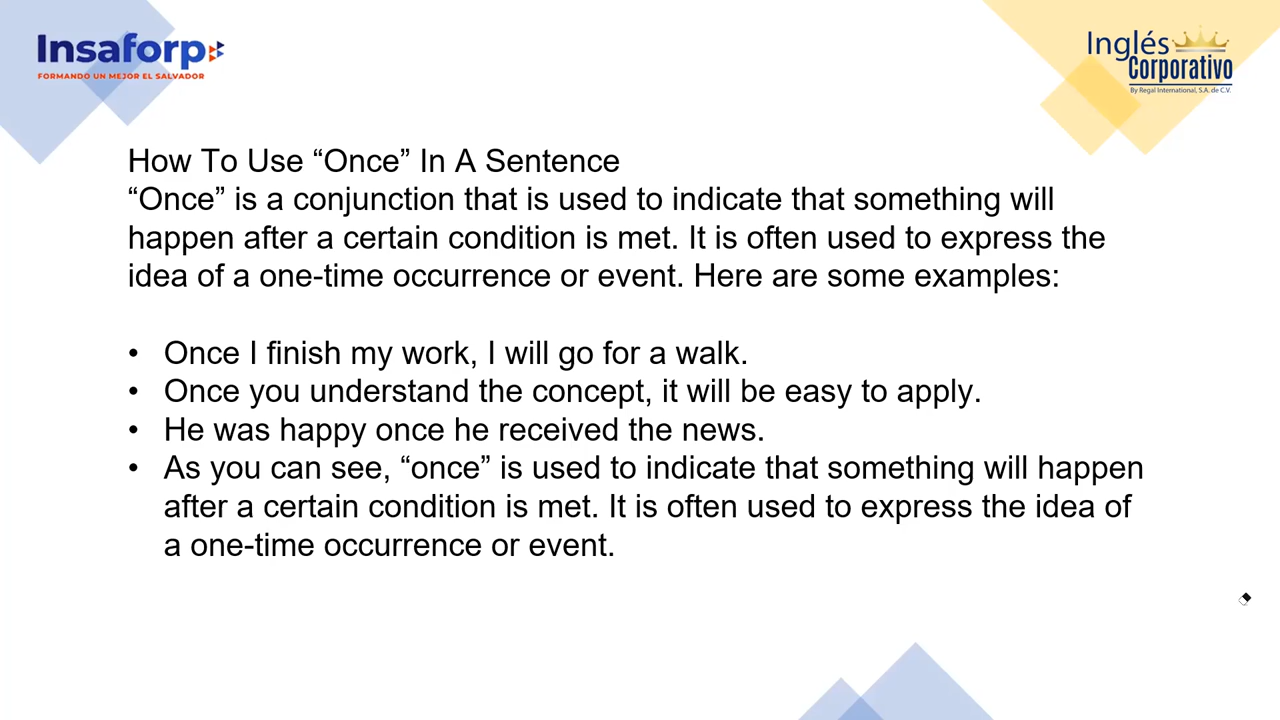 Insaforp
FORMANDO UN MEJOR EL SALVADOR
Inglés
Corporativo
By Regal International, S.A. de C.V.
How To Use “Once” In A Sentence
“Once” is a conjunction that is used to indicate that something will
happen after a certain condition is met. It is often used to express the
idea of a one-time occurrence or event. Here are some examples:
• Once I finish my work, I will go for a walk.
• Once you understand the concept, it will be easy to apply.
• He was happy once he received the news.
• As you can see, “once” is used to indicate that something will happen
after a certain condition is met. It is often used to express the idea of
a one-time occurrence or event.